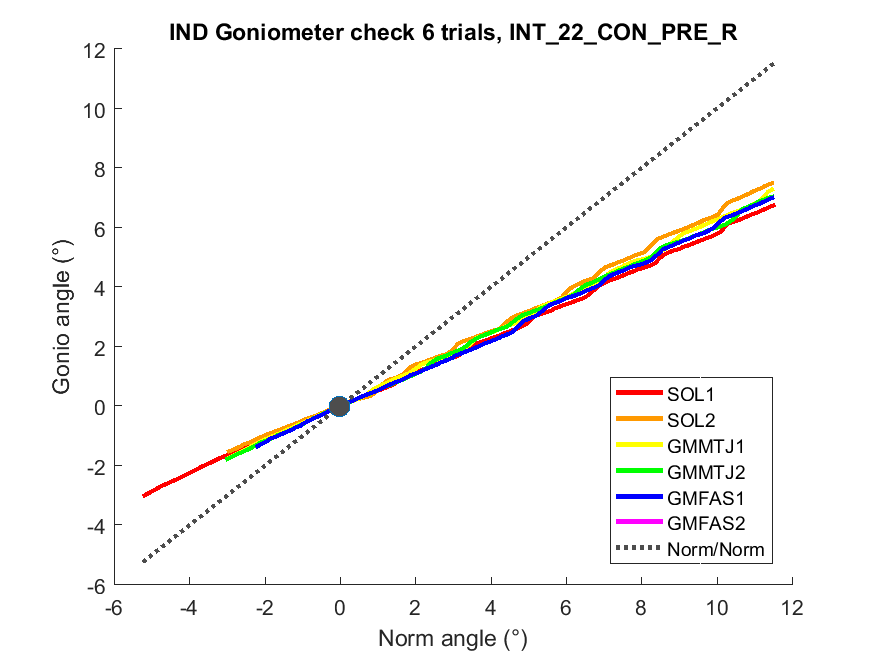 IND Goniometer check 6 trials, INT_22_CON_PRE_R
12
10
8
6
4
2
0
-2
-4
-6
Gonio angle (°)
-6 -4 -2 0 2 4 6 8 10 12
Norm angle (°)
SOL1
SOL2
GMMTJ1
GMMTJ2
GMFAS1
GMFAS2
Norm/Norm